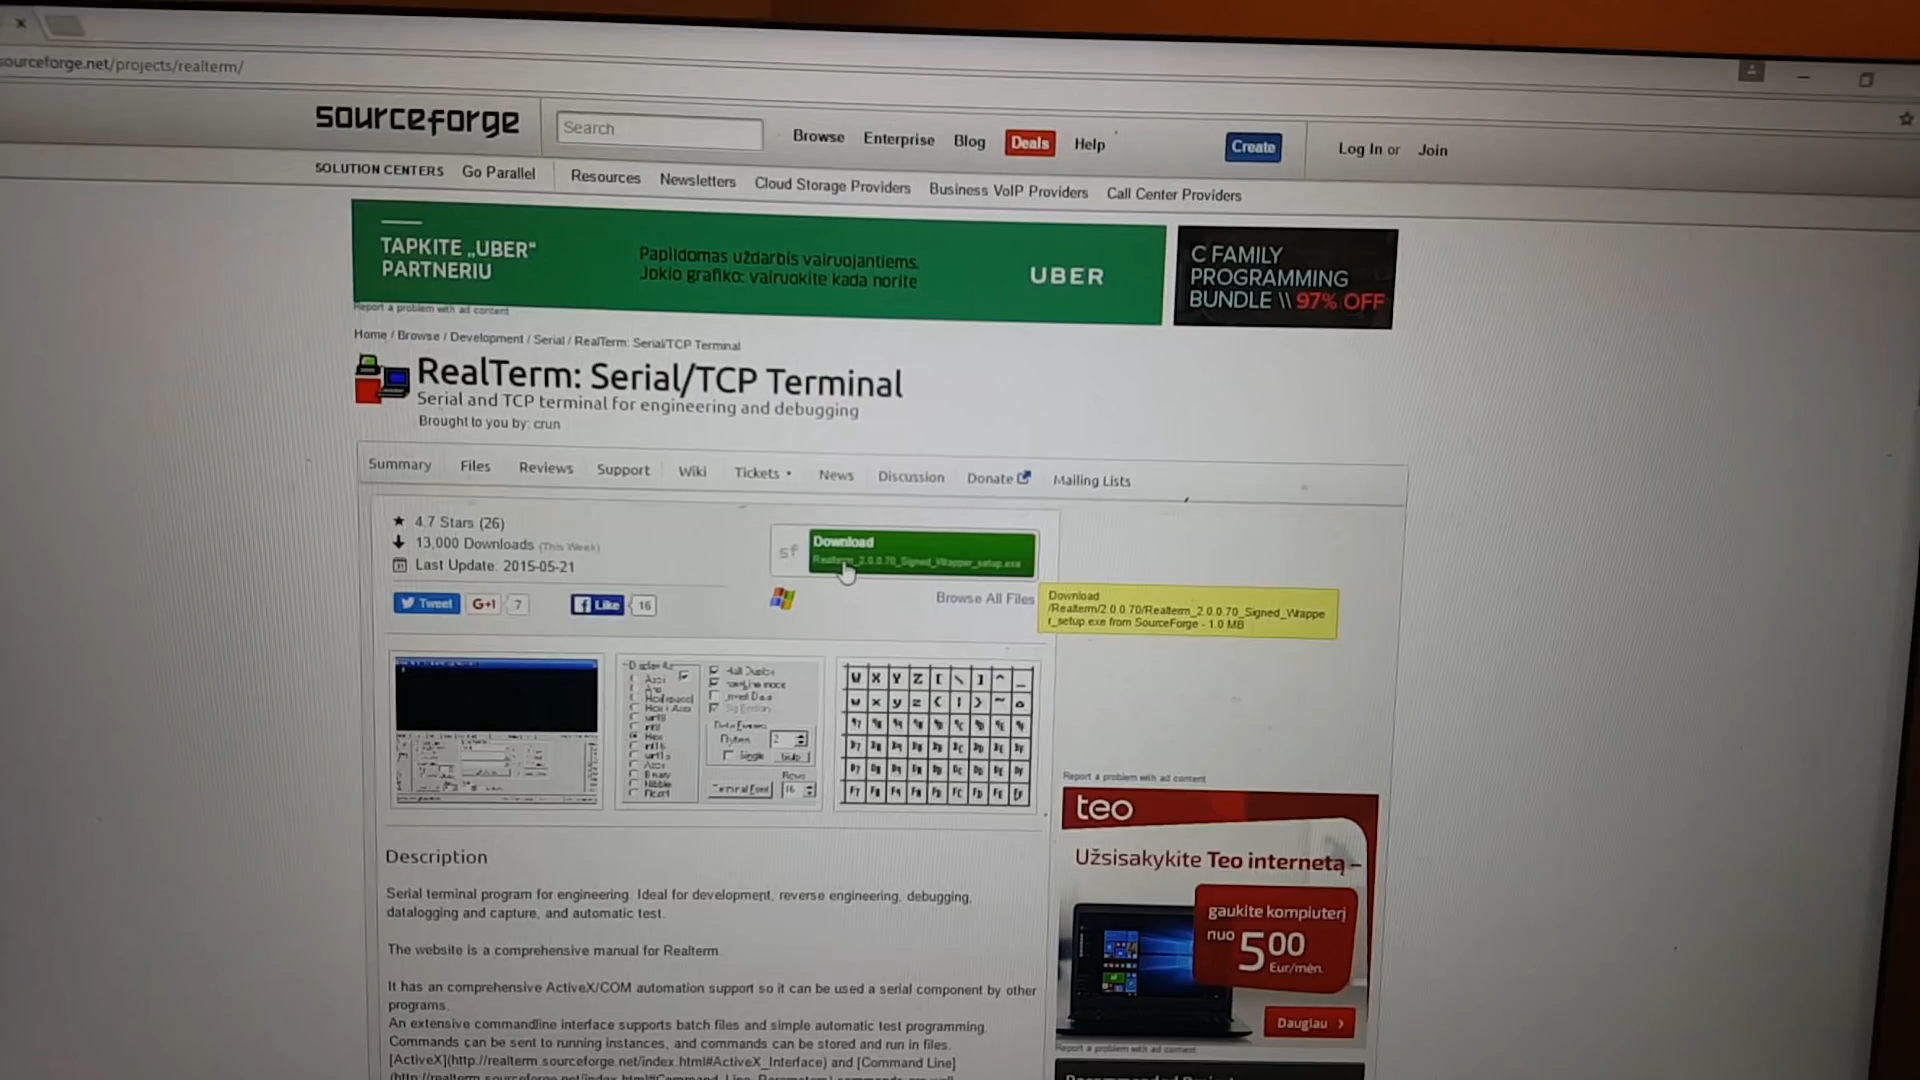 sourceforge.net/projects/realterm/
sourceforge
Search
Browse
Enterprise
Blog
Deals
Help
Create
Log In or Join
SOLUTION CENTERS
Go Parallel
Resources
Newsletters
Cloud Storage Providers
Business VoIP Providers
Call Center Providers
TAPKITE „UBER“
PARTNERIU
Papildomas uždarbis vairuojantiems.
Jokio grafiko: vairuokite kada norite
UBER
C FAMILY
PROGRAMMING
BUNDLE \\ 97% OFF
Report a problem with ad content
Home / Browse / Development / Serial / RealTerm: Serial/TCP Terminal
RealTerm: Serial/TCP Terminal
Serial and TCP terminal for engineering and debugging
Brought to you by: crun
Summary
Files
Reviews
Support
Wiki
Tickets
News
Discussion
Donate
Mailing Lists
4.7 Stars (26)
13,000 Downloads (This Week)
Last Update: 2015-05-21
Tweet
G+1
7
Like
16
sf
Download
Realterm_2.0.0.70_Signed_Wrapper_setup.exe
Browse All Files
Download
/Realterm/2.0.0.70/Realterm_2.0.0.70_Signed_Wrappe
r_setup.exe from SourceForge - 1.0 MB
Description
Serial terminal program for engineering. Ideal for development, reverse engineering, debugging,
datalogging and capture, and automatic test.
The website is a comprehensive manual for Realterm
It has an comprehensive ActiveX/COM automation support so it can be used a serial component by other
programs.
An extensive commandline interface supports batch files and simple automatic test programming.
Commands can be sent to running instances, and commands can be stored and run in files.
[ActiveX](http://realterm.sourceforge.net/index.html#ActiveX_Interface) and [Command Line]
Report a problem with ad content
teo
Užsisakykite Teo internetą –
gaukite kompiuterį
nuo 5 00
Eur/mėn.
Daugiau
Report a problem with ad content